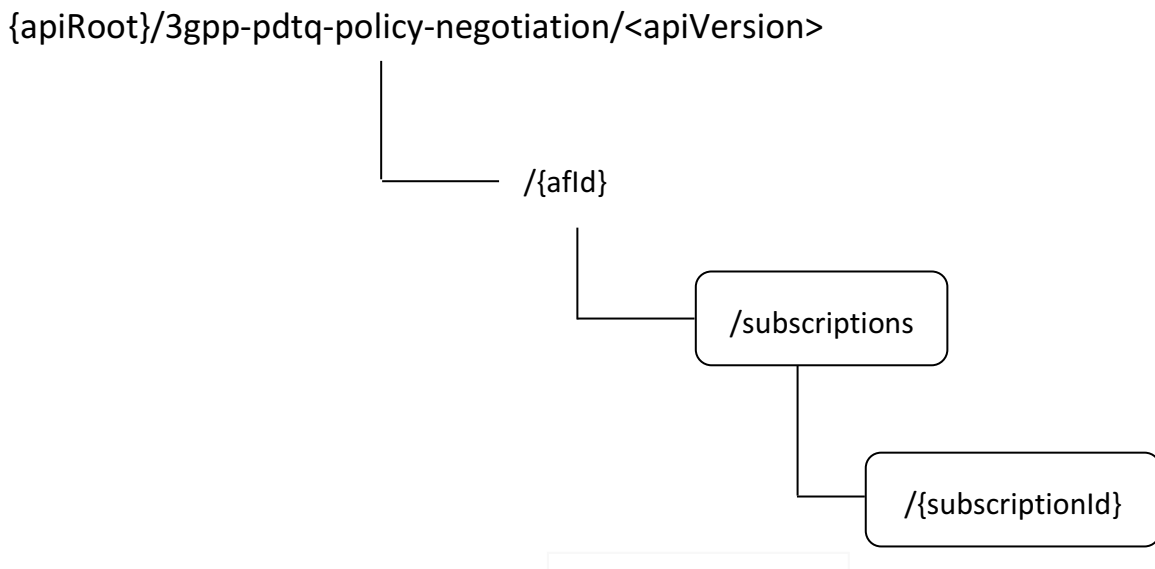 {apiRoot}/3gpp-pdtq-policy-negotiation/<apiVersion>
/{afId}
/subscriptions
/{subscriptionId}